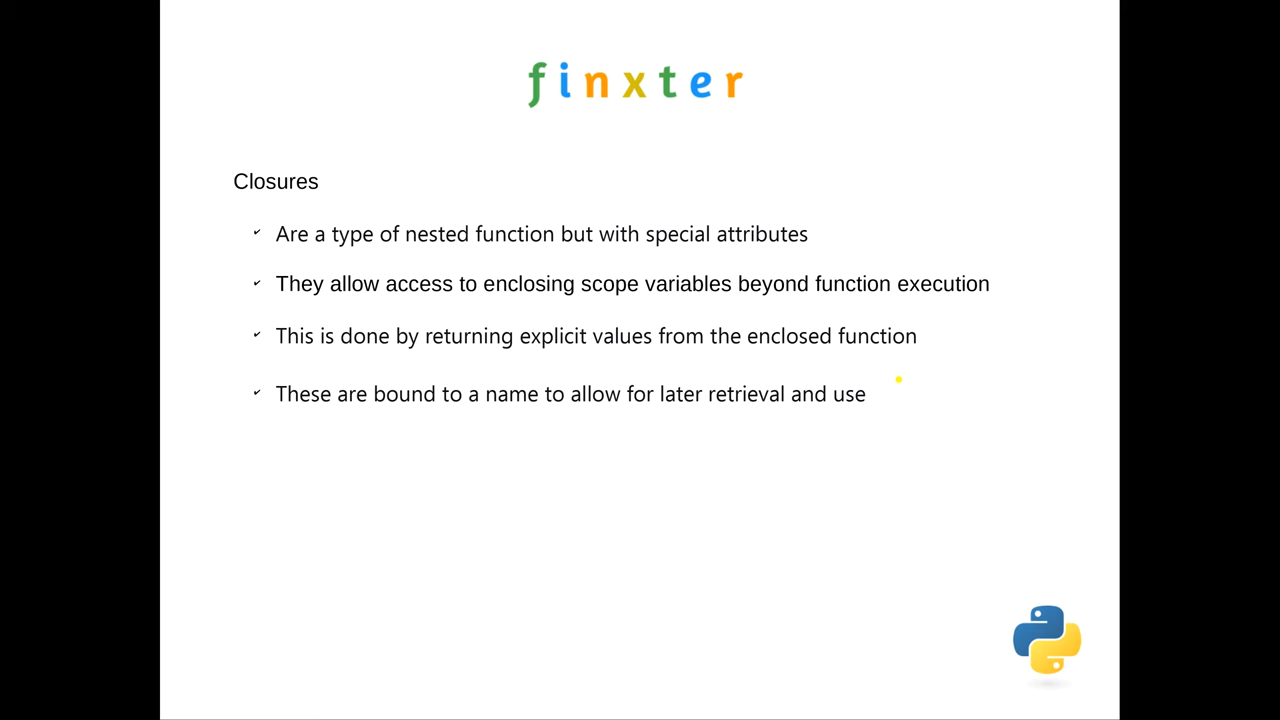 finxter
Closures
Are a type of nested function but with special attributes
They allow access to enclosing scope variables beyond function execution
This is done by returning explicit values from the enclosed function
These are bound to a name to allow for later retrieval and use